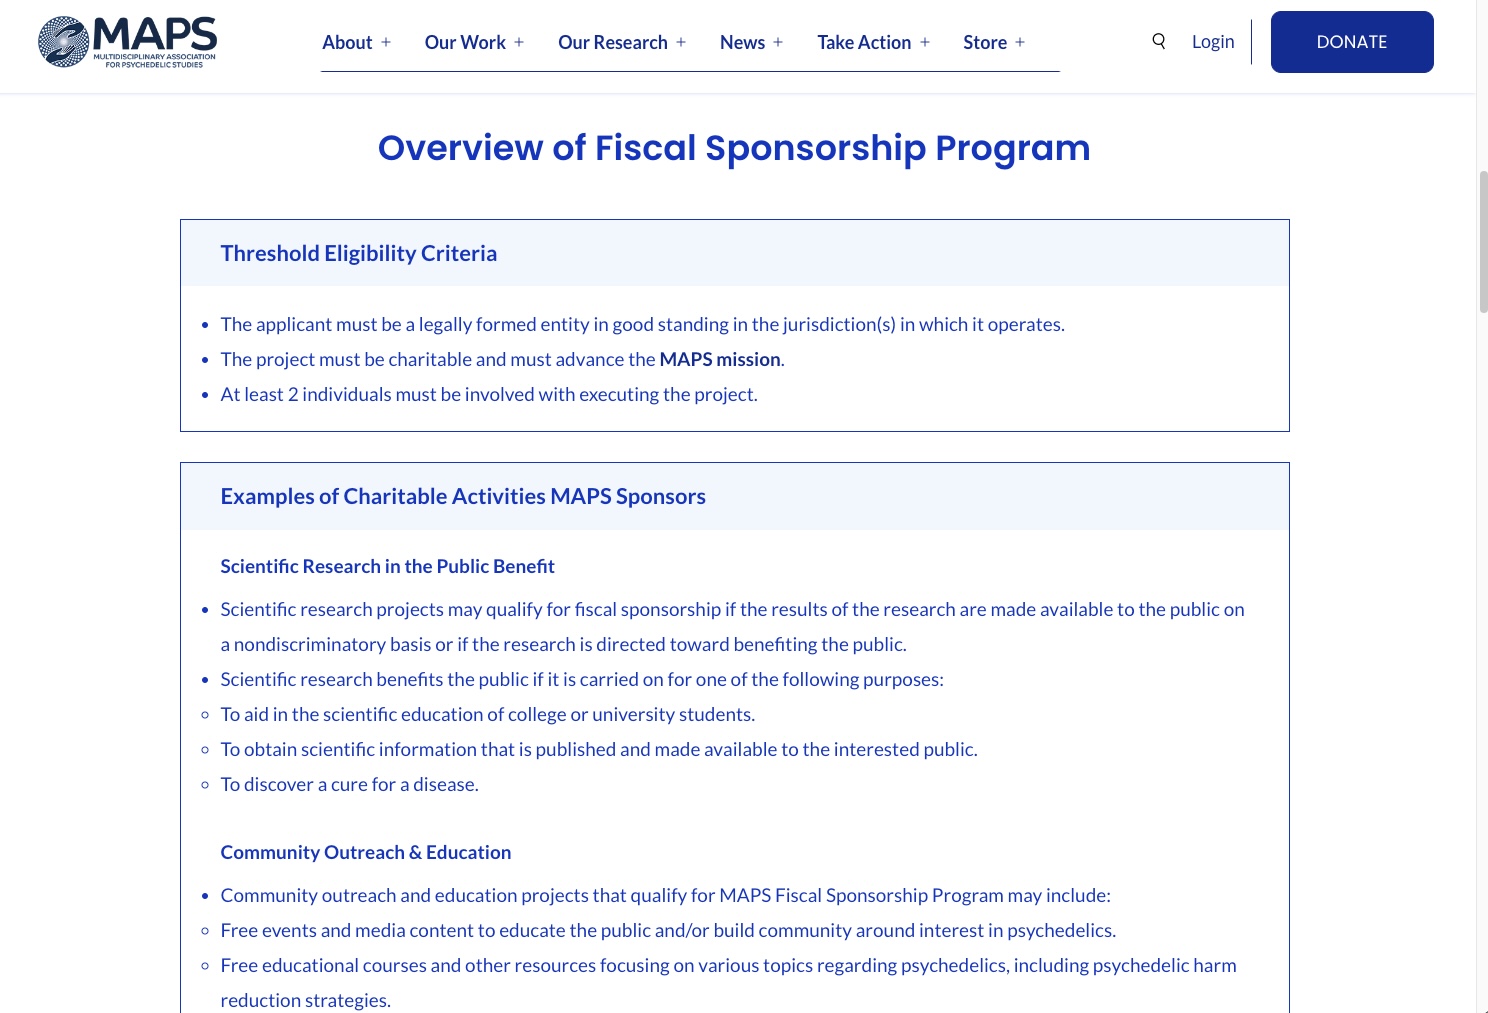 MAPS
MULTIDISCIPLINARY ASSOCIATION
FOR PSYCHEDELIC STUDIES
About +
Our Work +
Our Research +
News +
Take Action +
Store +
Login
DONATE
Overview of Fiscal Sponsorship Program
Threshold Eligibility Criteria
• The applicant must be a legally formed entity in good standing in the jurisdiction(s) in which it operates.
• The project must be charitable and must advance the MAPS mission.
• At least 2 individuals must be involved with executing the project.
Examples of Charitable Activities MAPS Sponsors
Scientific Research in the Public Benefit
• Scientific research projects may qualify for fiscal sponsorship if the results of the research are made available to the public on
a nondiscriminatory basis or if the research is directed toward benefiting the public.
• Scientific research benefits the public if it is carried on for one of the following purposes:
◦ To aid in the scientific education of college or university students.
◦ To obtain scientific information that is published and made available to the interested public.
◦ To discover a cure for a disease.
Community Outreach & Education
• Community outreach and education projects that qualify for MAPS Fiscal Sponsorship Program may include:
◦ Free events and media content to educate the public and/or build community around interest in psychedelics.
◦ Free educational courses and other resources focusing on various topics regarding psychedelics, including psychedelic harm
reduction strategies.